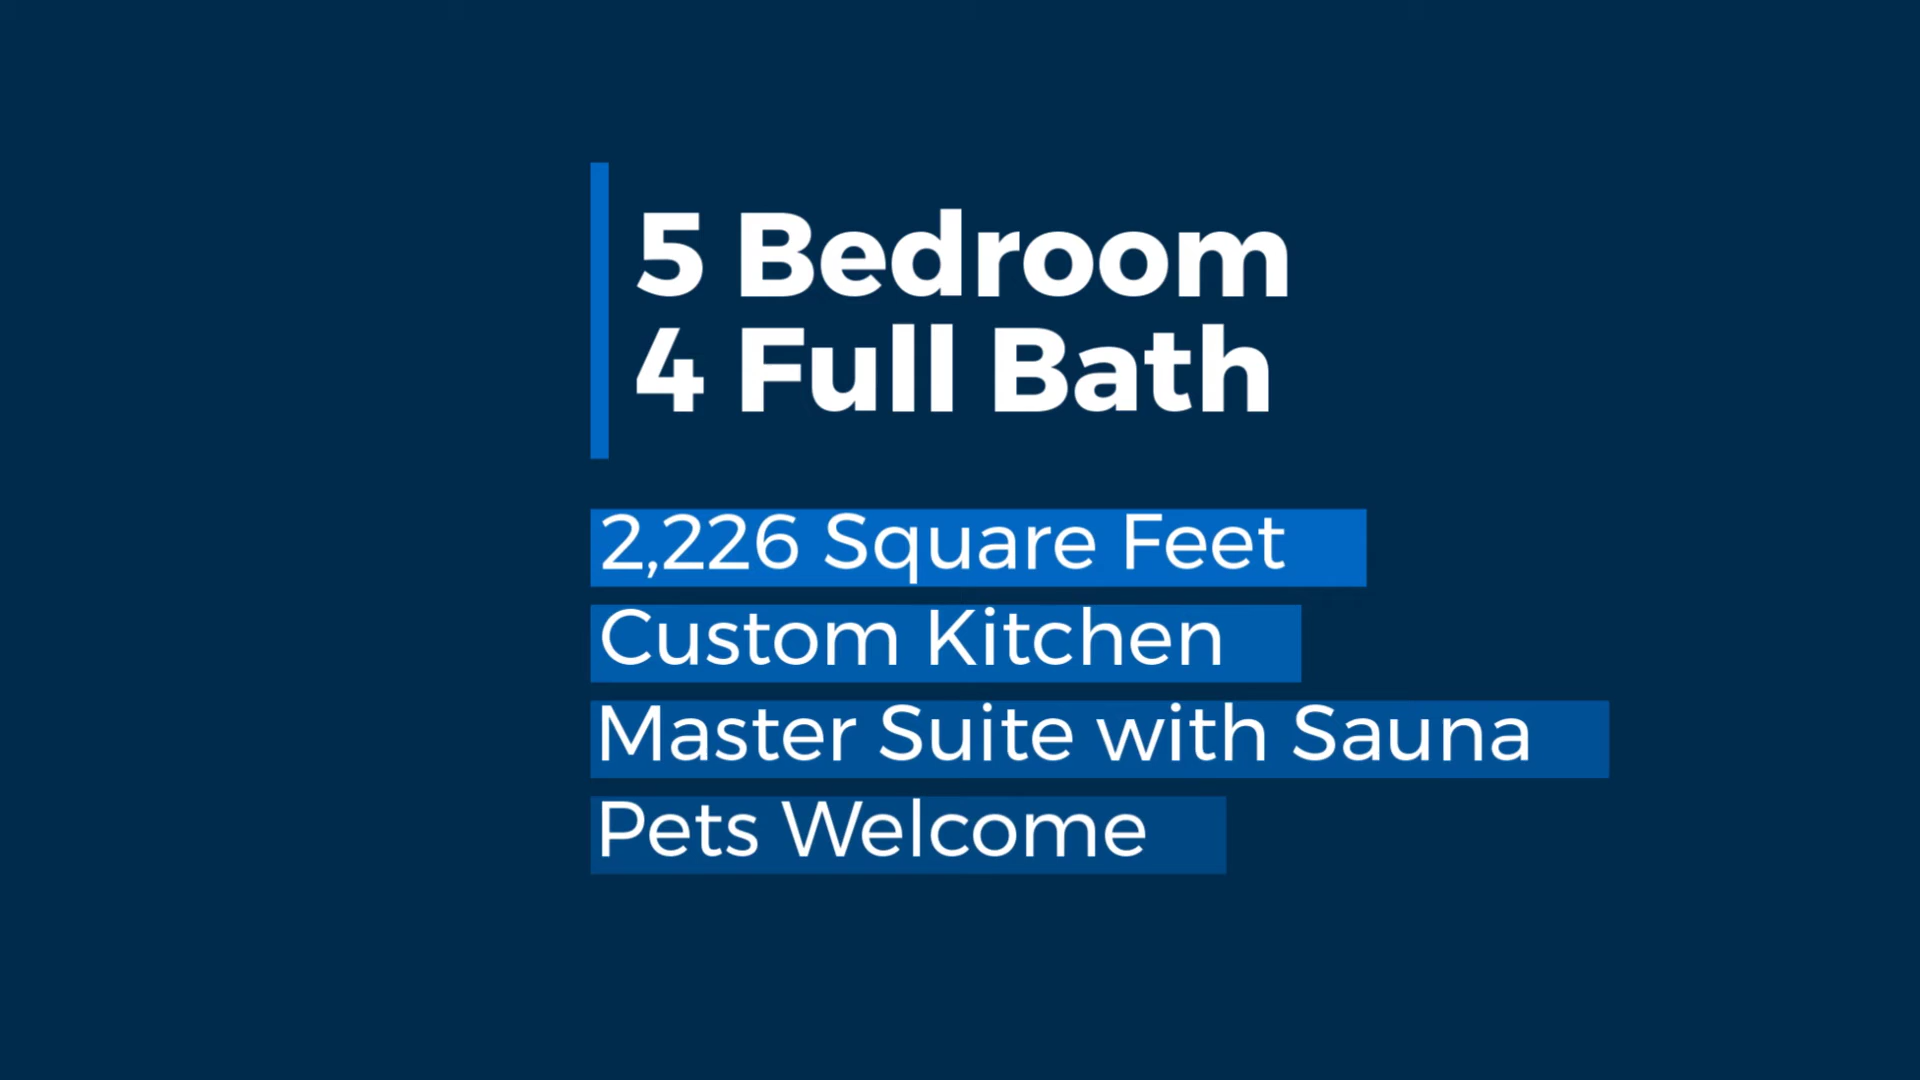 5 Bedroom
4 Full Bath
2,226 Square Feet
Custom Kitchen
Master Suite with Sauna
Pets Welcome